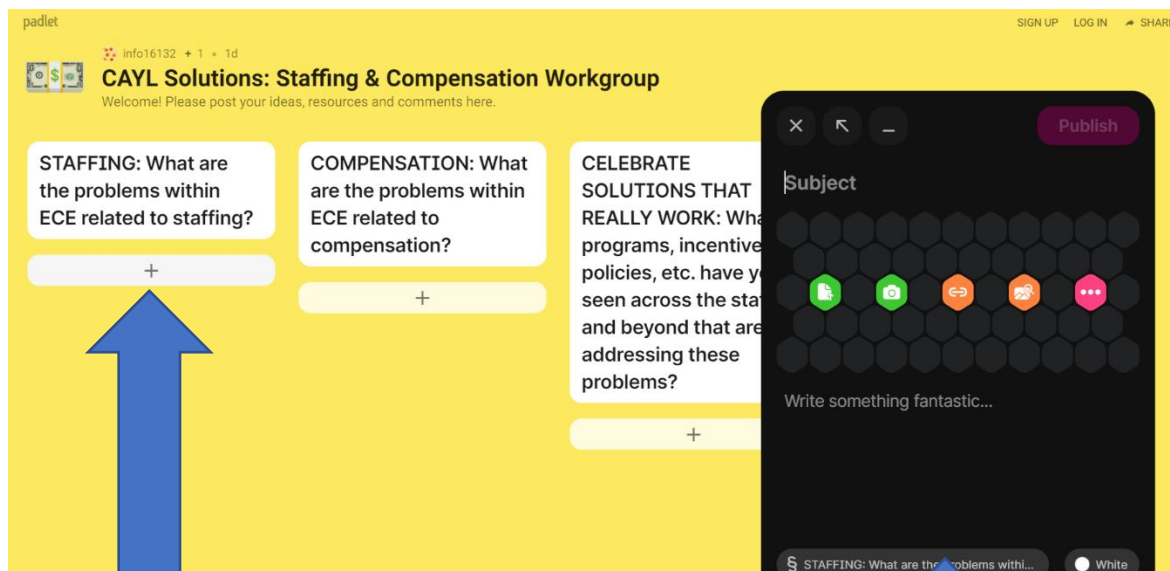 padlet
SIGN UP LOG IN SHAR
info16132 + 1 • 1d
CAYL Solutions: Staffing & Compensation Workgroup
Welcome! Please post your ideas, resources and comments here.
STAFFING: What are
the problems within
ECE related to staffing?
+
COMPENSATION: What
are the problems within
ECE related to
compensation?
+
CELEBRATE
SOLUTIONS THAT
REALLY WORK: Wha
programs, incentive
policies, etc. have y
seen across the sta
and beyond that are
addressing these
problems?
+
Publish
Subject
Write something fantastic...
§ STAFFING: What are the problems withi...
White